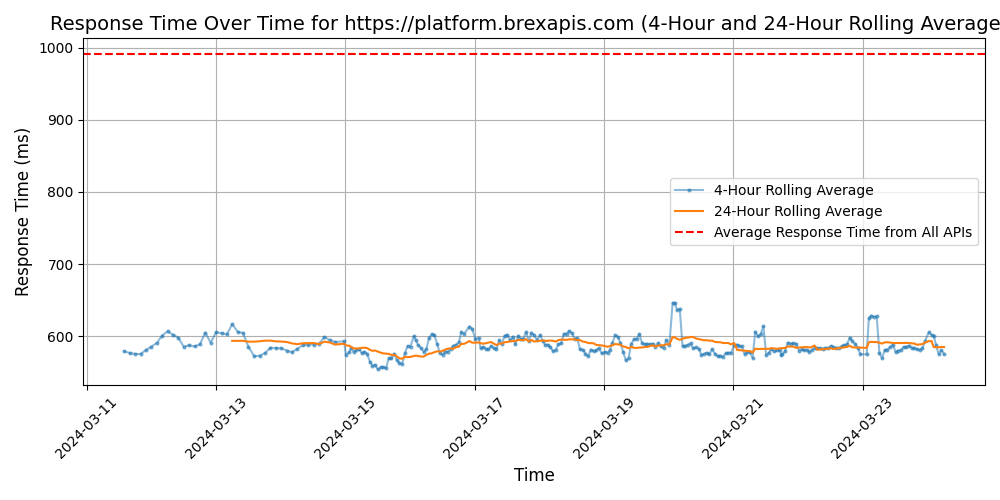 Response Time Over Time for https://platform.brexapis.com (4-Hour and 24-Hour Rolling Average
1000
900
800
700
600
Response Time (ms)
4-Hour Rolling Average
24-Hour Rolling Average
Average Response Time from All APIs
2024-03-11
2024-03-13
2024-03-15
2024-03-17
2024-03-19
2024-03-21
2024-03-23
Time